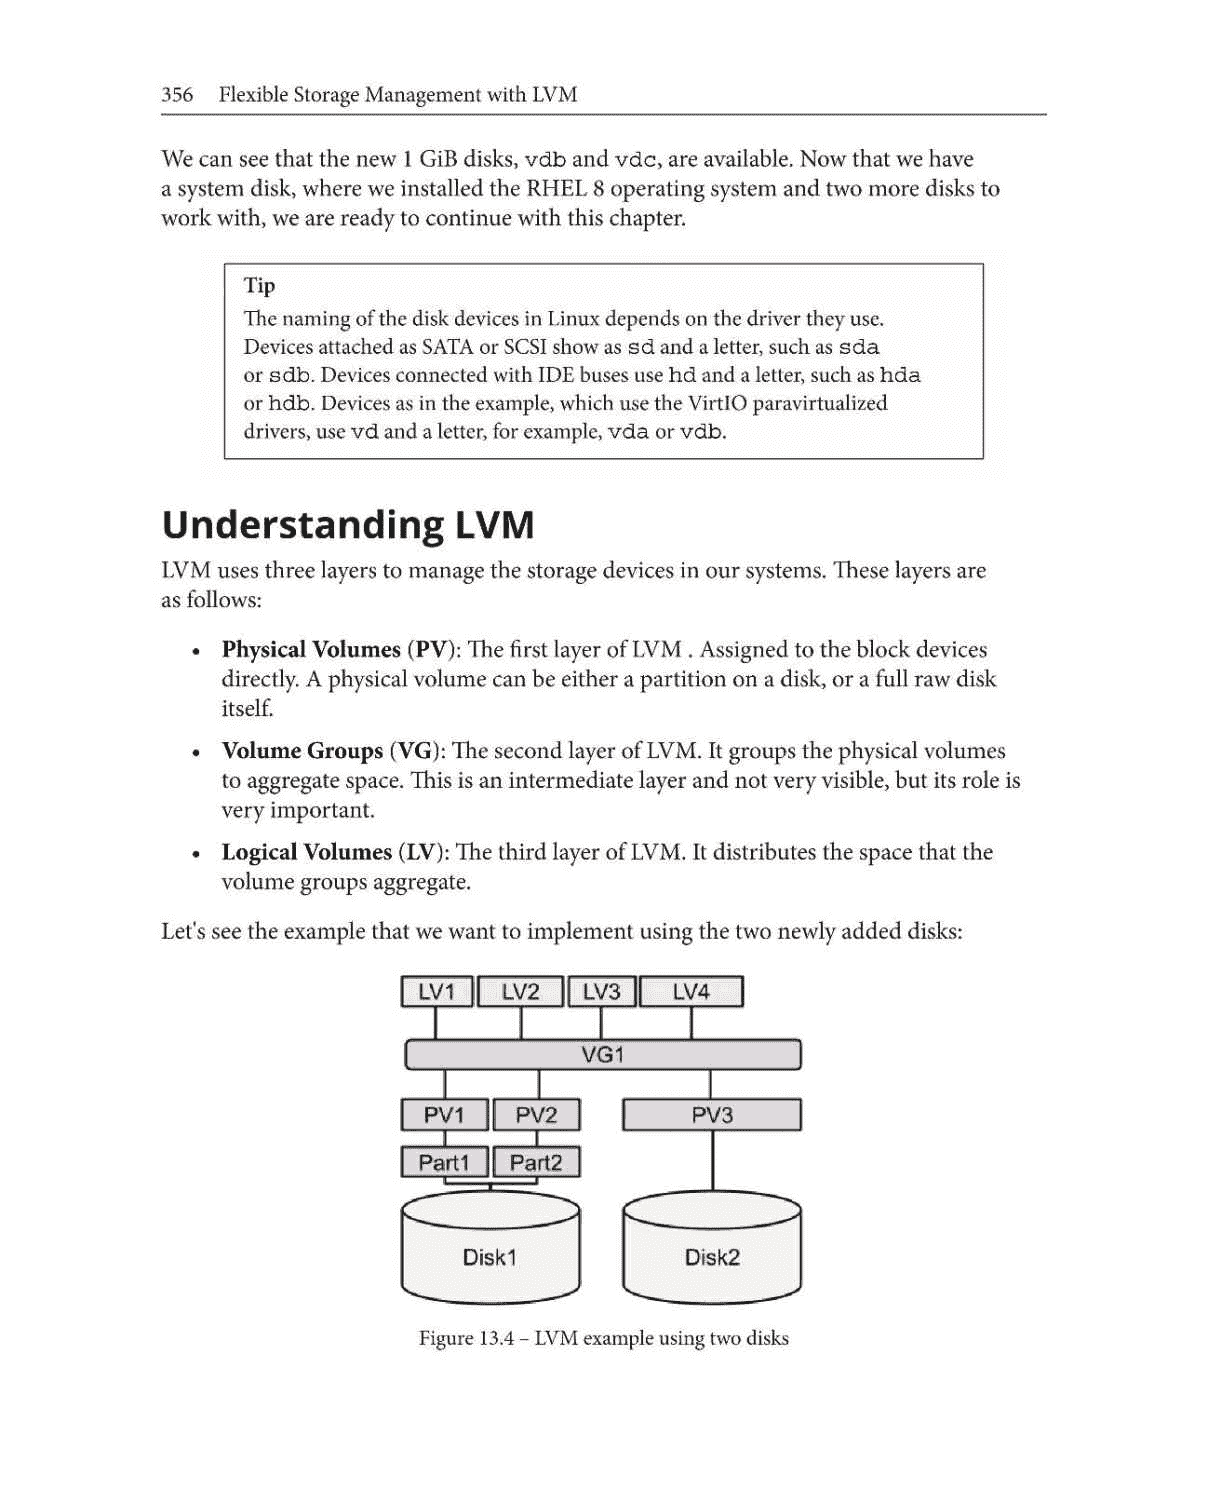 356 Flexible Storage Management with LVM
We can see that the new 1 GiB disks, vdb and vdc, are available. Now that we have
a system disk, where we installed the RHEL 8 operating system and two more disks to
work with, we are ready to continue with this chapter.
Tip
The naming of the disk devices in Linux depends on the driver they use.
Devices attached as SATA or SCSI show as sd and a letter, such as sda
or sdb. Devices connected with IDE buses use hd and a letter, such as hda
or hdb. Devices as in the example, which use the VirtIO paravirtualized
drivers, use vd and a letter, for example, vda or vdb.
Understanding LVM
LVM uses three layers to manage the storage devices in our systems. These layers are
as follows:
• Physical Volumes (PV): The first layer of LVM . Assigned to the block devices
directly. A physical volume can be either a partition on a disk, or a full raw disk
itself.
• Volume Groups (VG): The second layer of LVM. It groups the physical volumes
to aggregate space. This is an intermediate layer and not very visible, but its role is
very important.
• Logical Volumes (LV): The third layer of LVM. It distributes the space that the
volume groups aggregate.
Let's see the example that we want to implement using the two newly added disks:
LV1 LV2 LV3 LV4
VG1
PV1 PV2 PV3
Part1 Part2
Disk1 Disk2
Figure 13.4 – LVM example using two disks